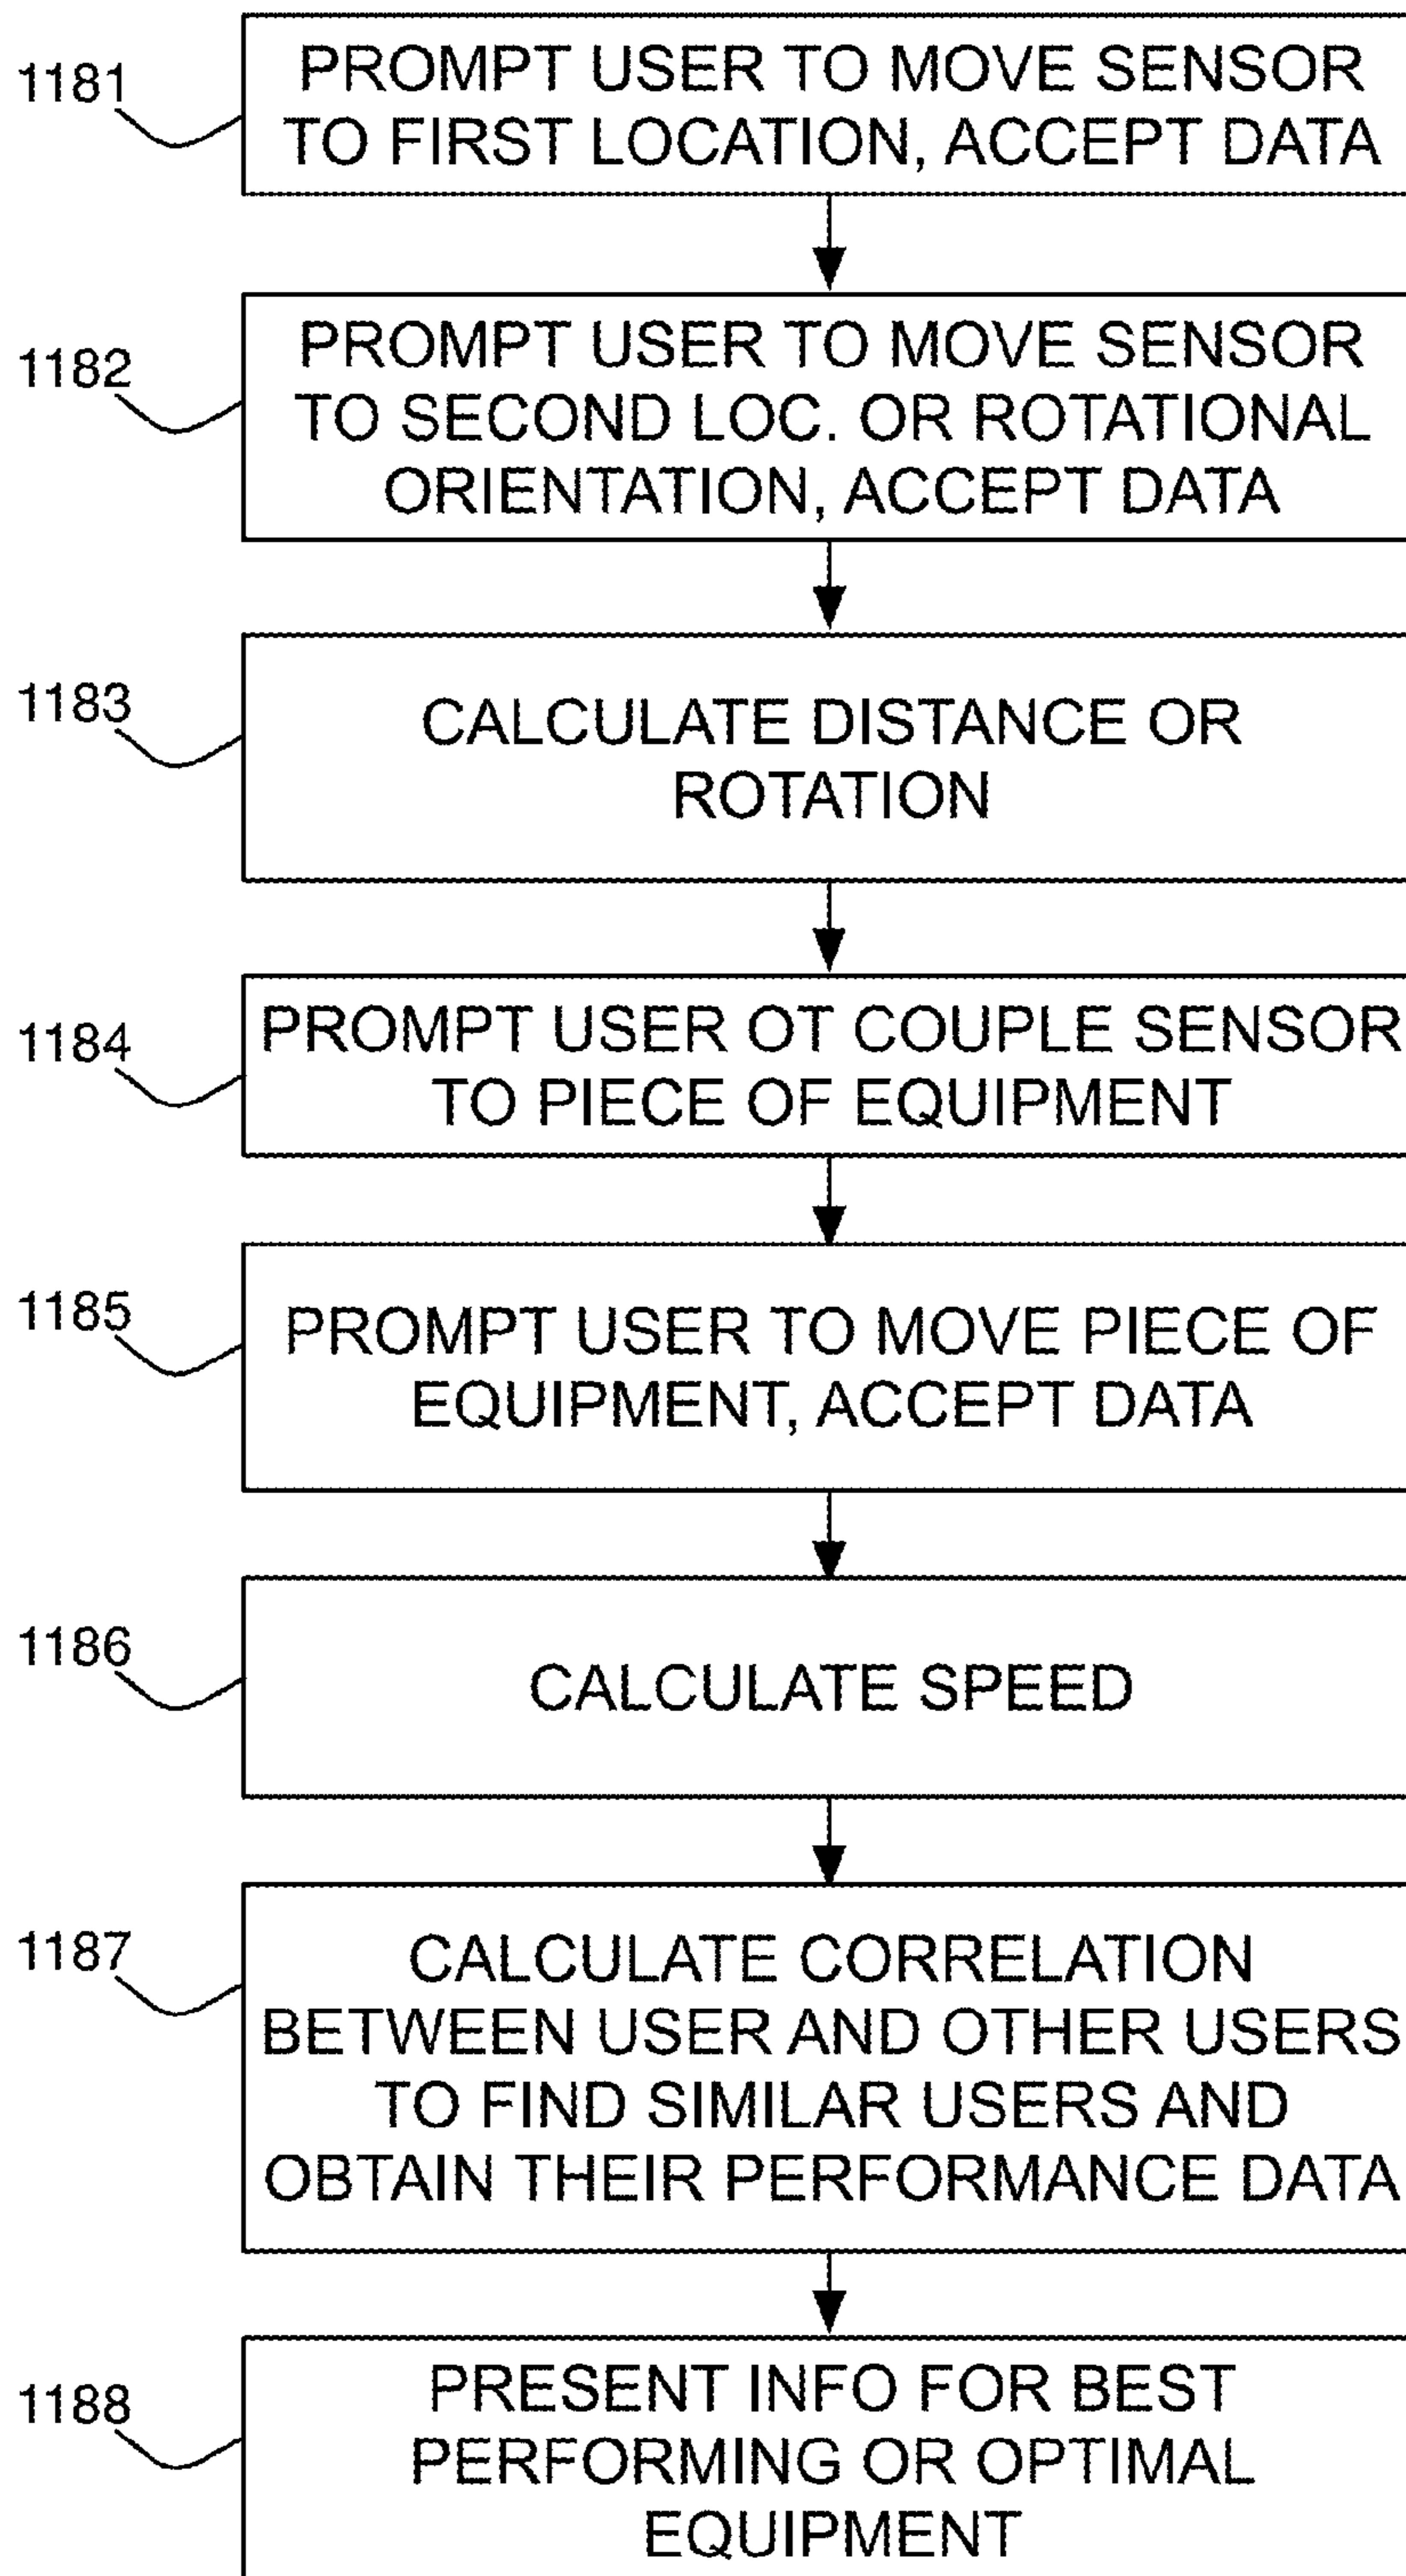 1181
PROMPT USER TO MOVE SENSOR
TO FIRST LOCATION, ACCEPT DATA
1182
PROMPT USER TO MOVE SENSOR
TO SECOND LOC. OR ROTATIONAL
ORIENTATION, ACCEPT DATA
1183
CALCULATE DISTANCE OR
ROTATION
1184
PROMPT USER OT COUPLE SENSOR
TO PIECE OF EQUIPMENT
1185
PROMPT USER TO MOVE PIECE OF
EQUIPMENT, ACCEPT DATA
1186
CALCULATE SPEED
1187
CALCULATE CORRELATION
BETWEEN USER AND OTHER USERS
TO FIND SIMILAR USERS AND
OBTAIN THEIR PERFORMANCE DATA
1188
PRESENT INFO FOR BEST
PERFORMING OR OPTIMAL
EQUIPMENT